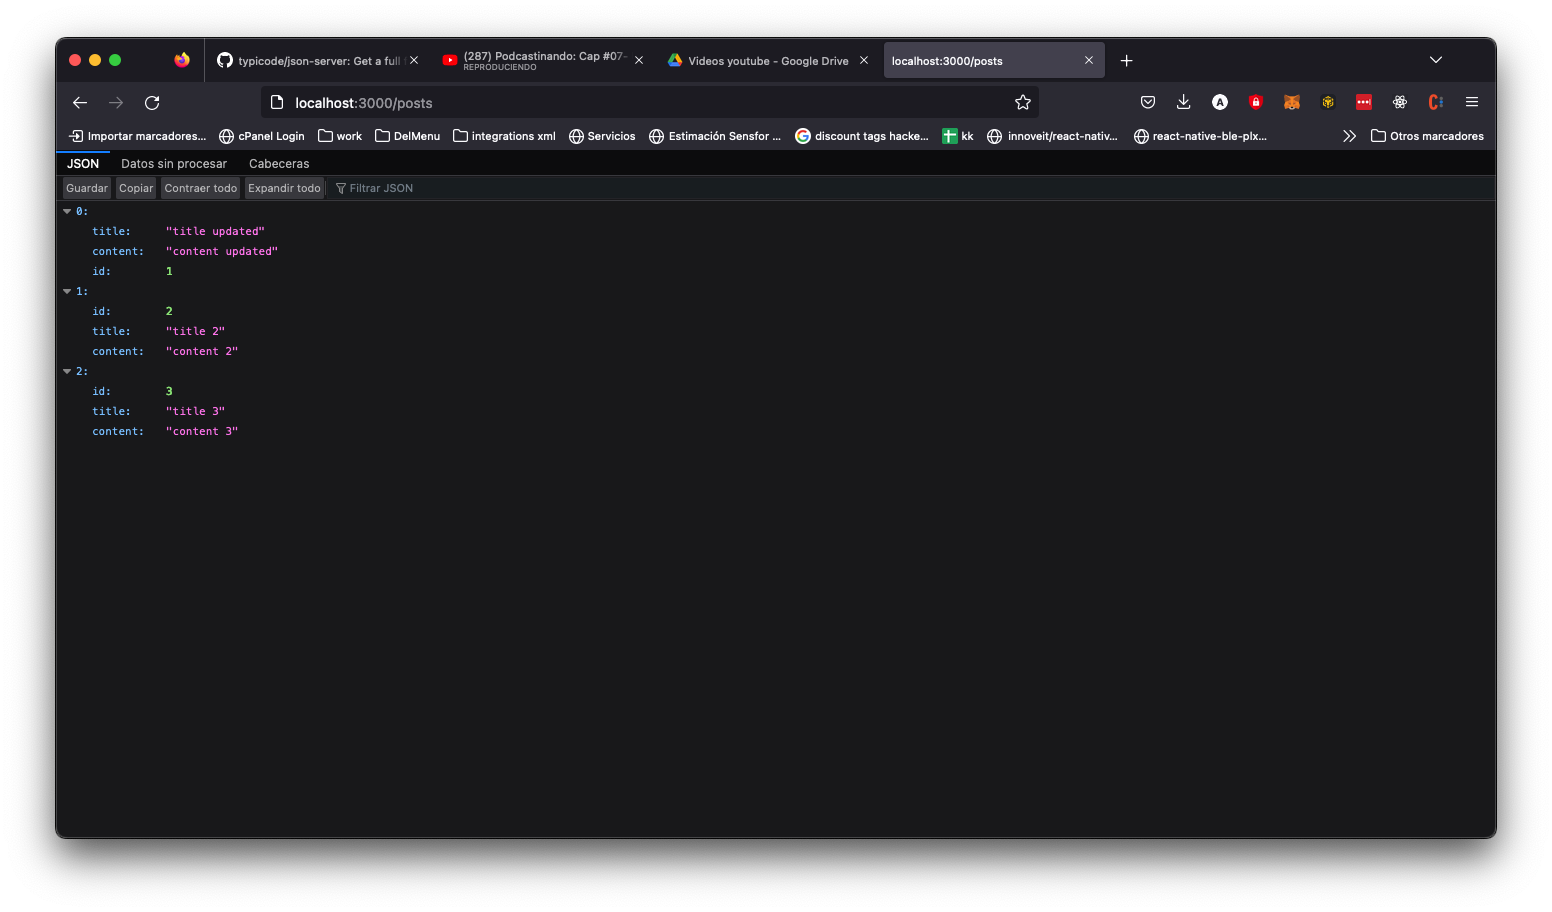 typicode/json-server: Get a full
(287) Podcastinando: Cap #07-
REPRODUCIENDO
Videos youtube - Google Drive
localhost:3000/posts
localhost:3000/posts
Importar marcadores...
cPanel Login
work
DelMenu
integrations xml
Servicios
Estimación Sensfor ...
discount tags hacke...
kk
innoveit/react-nativ...
react-native-ble-plx...
Otros marcadores
JSON
Datos sin procesar
Cabeceras
Guardar
Copiar
Contraer todo
Expandir todo
Filtrar JSON
0:
title: "title updated"
content: "content updated"
id: 1
1:
id: 2
title: "title 2"
content: "content 2"
2:
id: 3
title: "title 3"
content: "content 3"